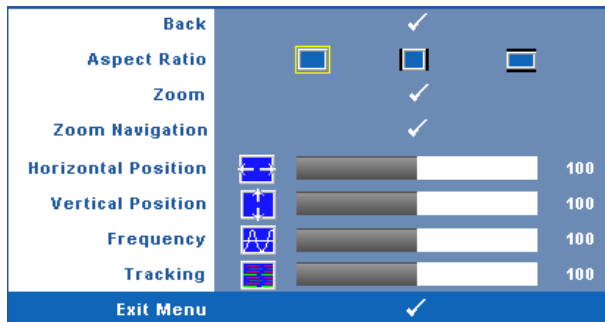 Back
Aspect Ratio
Zoom
Zoom Navigation
Horizontal Position 100
Vertical Position 100
Frequency 100
Tracking 100
Exit Menu